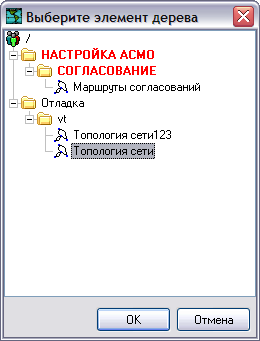 Выберите элемент дерева
/
НАСТРОЙКА АСМО
СОГЛАСОВАНИЕ
Маршруты согласований
Отладка
vt
Топология сети123
Топология сети
OK
Отмена